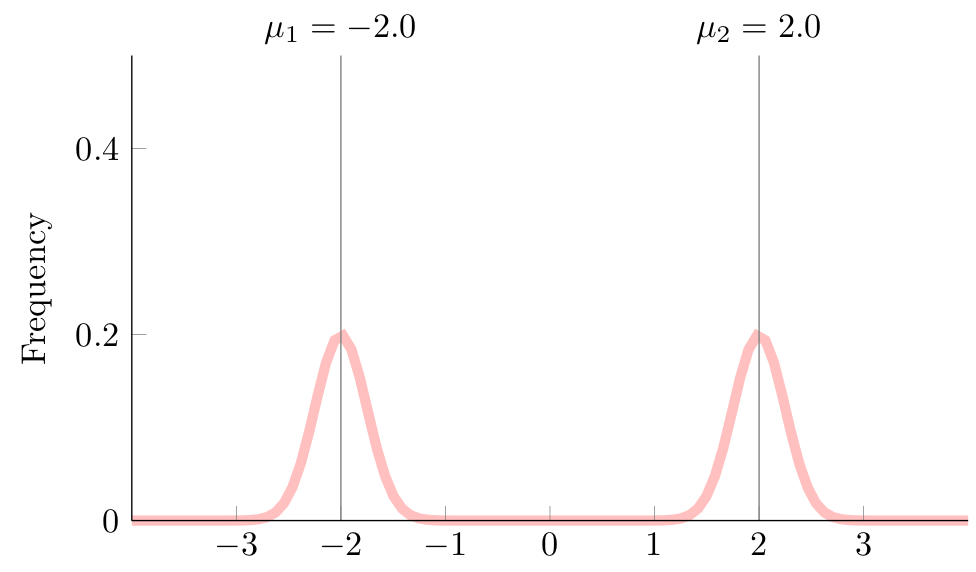 μ₁ = −2.0
μ₂ = 2.0
0.4
0.2
0
Frequency
−3 −2 −1 0 1 2 3